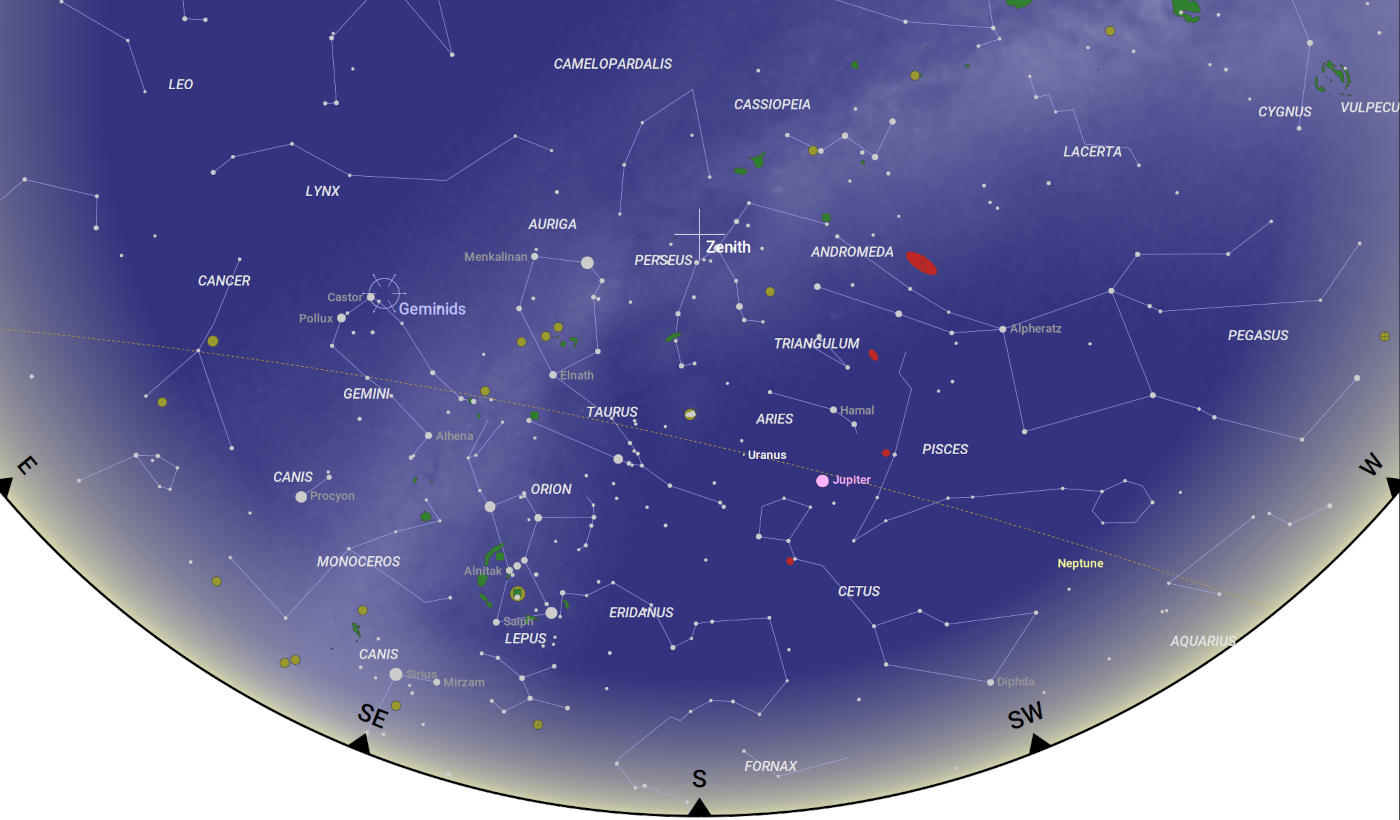 CAMELOPARDALIS
LEO
CASSIOPEIA
CYGNUS
VULPECU
LACERTA
LYNX
AURIGA
Zenith
ANDROMEDA
Menkalinan
PERSEUS
CANCER
Castor
Geminids
Pollux
Alpheratz
PEGASUS
TRIANGULUM
Elnath
GEMINI
TAURUS
Hamal
ARIES
Alhena
PISCES
Uranus
E
W
CANIS
Jupiter
Procyon
ORION
MONOCEROS
Neptune
Alnitak
CETUS
ERIDANUS
Saiph
LEPUS
AQUARIUS
CANIS
Sirius
Mirzam
Diphda
SE
SW
FORNAX
S